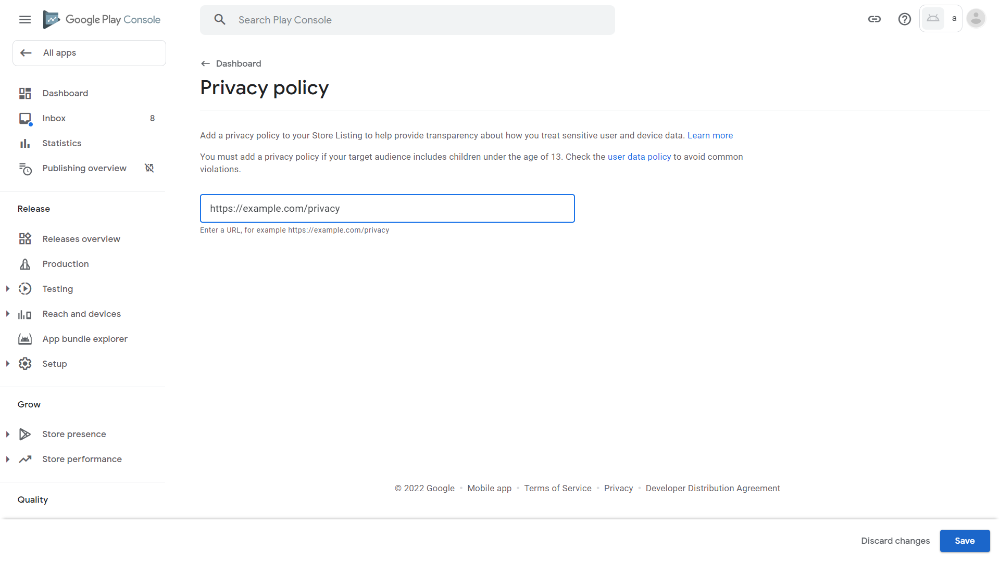 Google Play Console
Search Play Console
a
All apps
Dashboard
Inbox 8
Statistics
Publishing overview
Release
Releases overview
Production
Testing
Reach and devices
App bundle explorer
Setup
Grow
Store presence
Store performance
Quality
Dashboard
Privacy policy
Add a privacy policy to your Store Listing to help provide transparency about how you treat sensitive user and device data. Learn more
You must add a privacy policy if your target audience includes children under the age of 13. Check the user data policy to avoid common
violations.
https://example.com/privacy
Enter a URL, for example https://example.com/privacy
© 2022 Google • Mobile app • Terms of Service • Privacy • Developer Distribution Agreement
Discard changes Save